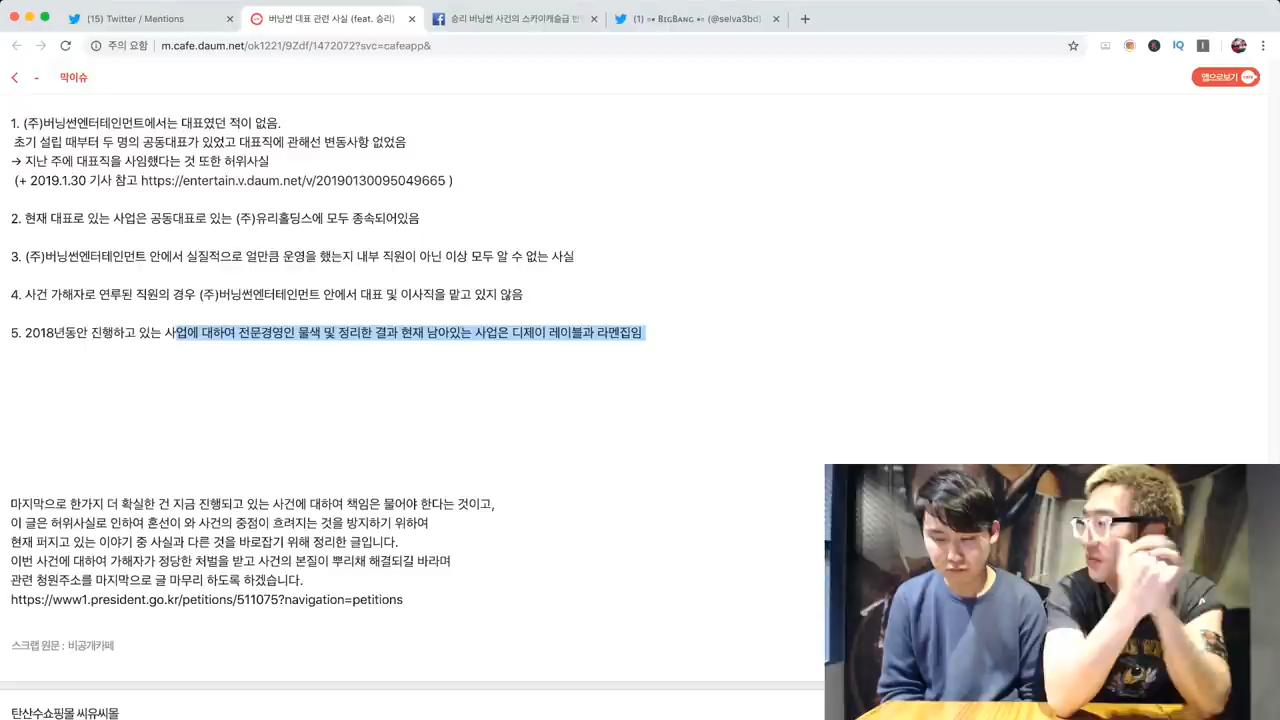 (15) Twitter / Mentions
버닝썬 대표 관련 사실 (feat. 승리)
승리 버닝썬 사건의 스카이캐슬급 반
(1) ▫▪ BIGBANG ▪▫ (@selva3bd)
주의 요함
m.cafe.daum.net/ok1221/9Zdf/1472072?svc=cafeapp&
IQ
- 막이슈
앱으로보기
1. (주)버닝썬엔터테인먼트에서는 대표였던 적이 없음.
초기 설립 때부터 두 명의 공동대표가 있었고 대표직에 관해선 변동사항 없었음
→ 지난 주에 대표직을 사임했다는 것 또한 허위사실
(+ 2019.1.30 기사 참고 https://entertain.v.daum.net/v/20190130095049665 )
2. 현재 대표로 있는 사업은 공동대표로 있는 (주)유리홀딩스에 모두 종속되어있음
3. (주)버닝썬엔터테인먼트 안에서 실질적으로 얼만큼 운영을 했는지 내부 직원이 아닌 이상 모두 알 수 없는 사실
4. 사건 가해자로 연루된 직원의 경우 (주)버닝썬엔터테인먼트 안에서 대표 및 이사직을 맡고 있지 않음
5. 2018년동안 진행하고 있는 사업에 대하여 전문경영인 물색 및 정리한 결과 현재 남아있는 사업은 디제이 레이블과 라멘집임
마지막으로 한가지 더 확실한 건 지금 진행되고 있는 사건에 대하여 책임은 물어야 한다는 것이고,
이 글은 허위사실로 인하여 혼선이 와 사건의 중점이 흐려지는 것을 방지하기 위하여
현재 퍼지고 있는 이야기 중 사실과 다른 것을 바로잡기 위해 정리한 글입니다.
이번 사건에 대하여 가해자가 정당한 처벌을 받고 사건의 본질이 뿌리채 해결되길 바라며
관련 청원주소를 마지막으로 글 마무리 하도록 하겠습니다.
https://www1.president.go.kr/petitions/511075?navigation=petitions
스크랩 원문 : 비공개카페
탄산수쇼핑몰 씨유씨몰